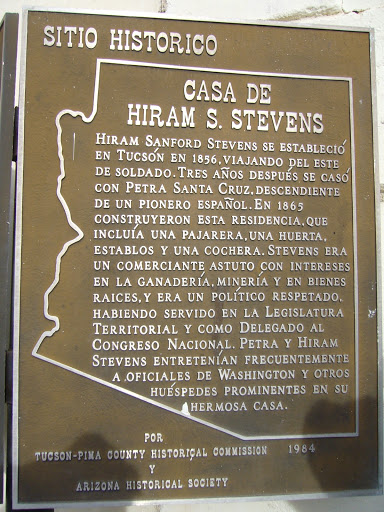 SITIO HISTORICO
CASA DE
HIRAM S. STEVENS
HIRAM SANFORD STEVENS SE ESTABLECIÓ
EN TUCSÓN EN 1856, VIAJANDO DEL ESTE
DE SOLDADO. TRES AÑOS DESPUÉS SE CASÓ
CON PETRA SANTA CRUZ, DESCENDIENTE
DE UN PIONERO ESPAÑOL. EN 1865
CONSTRUYERON ESTA RESIDENCIA, QUE
INCLUÍA UNA PAJARERA, UNA HUERTA,
ESTABLOS Y UNA COCHERA. STEVENS ERA
UN COMERCIANTE ASTUTO CON INTERESES
EN LA GANADERÍA, MINERÍA Y EN BIENES
RAICES, Y ERA UN POLÍTICO RESPETADO,
HABIENDO SERVIDO EN LA LEGISLATURA
TERRITORIAL Y COMO DELEGADO AL
CONGRESO NACIONAL. PETRA Y HIRAM
STEVENS ENTRETENÍAN FRECUENTEMENTE
A OFICIALES DE WASHINGTON Y OTROS
HUÉSPEDES PROMINENTES EN SU
HERMOSA CASA.
POR
TUCSON-PIMA COUNTY HISTORICAL COMMISSION 1984
Y
ARIZONA HISTORICAL SOCIETY